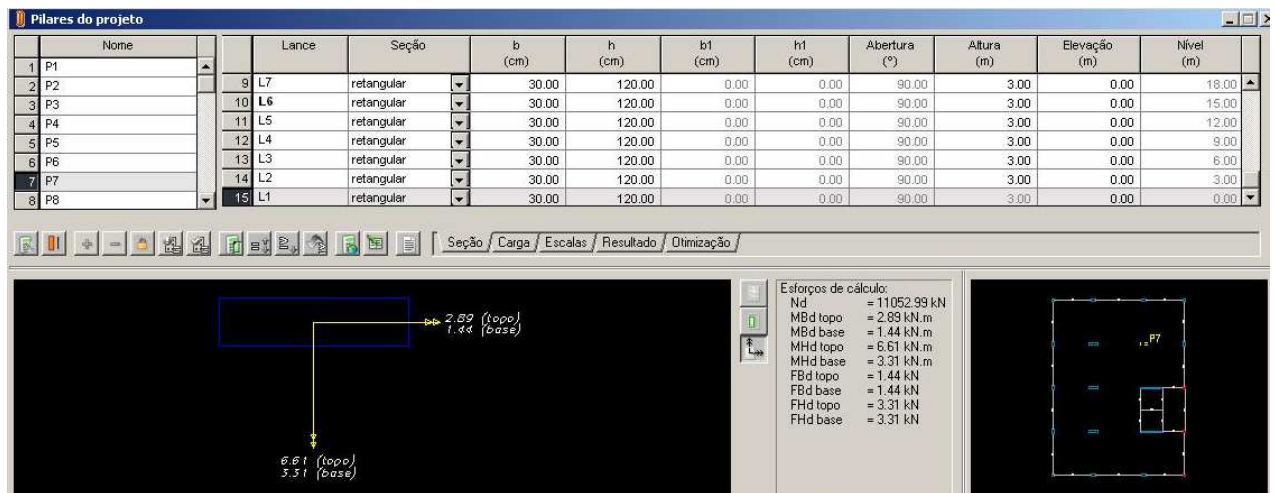 Pilares do projeto
Nome
1 P1
2 P2
3 P3
4 P4
5 P5
6 P6
7 P7
8 P8
Lance Seção b (cm) h (cm) b1 (cm) h1 (cm) Abertura (°) Altura (m) Elevação (m) Nível (m)
9 L7 retangular 30.00 120.00 0.00 0.00 90.00 3.00 0.00 18.00
10 L6 retangular 30.00 120.00 0.00 0.00 90.00 3.00 0.00 15.00
11 L5 retangular 30.00 120.00 0.00 0.00 90.00 3.00 0.00 12.00
12 L4 retangular 30.00 120.00 0.00 0.00 90.00 3.00 0.00 9.00
13 L3 retangular 30.00 120.00 0.00 0.00 90.00 3.00 0.00 6.00
14 L2 retangular 30.00 120.00 0.00 0.00 90.00 3.00 0.00 3.00
15 L1 retangular 30.00 120.00 0.00 0.00 90.00 3.00 0.00 0.00
Seção / Carga / Escalas / Resultado / Otimização /
2.89 (topo)
1.44 (base)
6.61 (topo)
3.31 (base)
Esforços de cálculo:
Nd = 11052.99 kN
MBd topo = 2.89 kN.m
MBd base = 1.44 kN.m
MHd topo = 6.61 kN.m
MHd base = 3.31 kN.m
FBd topo = 1.44 kN
FBd base = 1.44 kN
FHd topo = 3.31 kN
FHd base = 3.31 kN
P7